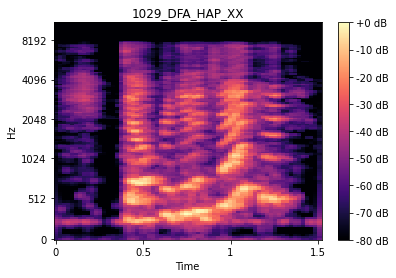 1029_DFA_HAP_XX
+0 dB
8192
-10 dB
4096
-20 dB
-30 dB
2048
Hz
-40 dB
1024
-50 dB
512
-60 dB
-70 dB
0
-80 dB
0
0.5
1
1.5
Time